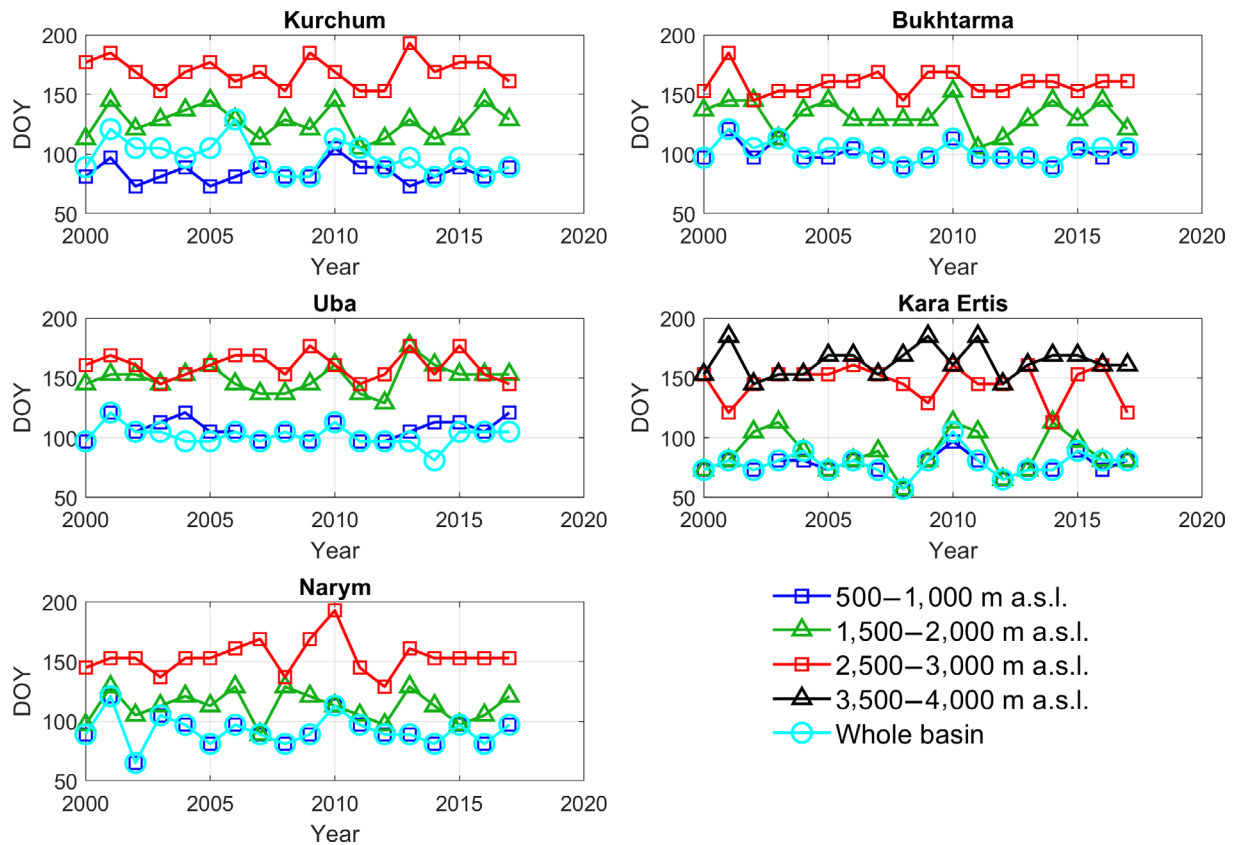 Kurchum
200
150
100
50
DOY
2000
2005
2010
2015
2020
Year
Bukhtarma
200
150
100
50
DOY
2000
2005
2010
2015
2020
Year
Uba
200
150
100
50
DOY
2000
2005
2010
2015
2020
Year
Kara Ertis
200
150
100
50
DOY
2000
2005
2010
2015
2020
Year
Narym
200
150
100
50
DOY
2000
2005
2010
2015
2020
Year
500–1,000 m a.s.l.
1,500–2,000 m a.s.l.
2,500–3,000 m a.s.l.
3,500–4,000 m a.s.l.
Whole basin